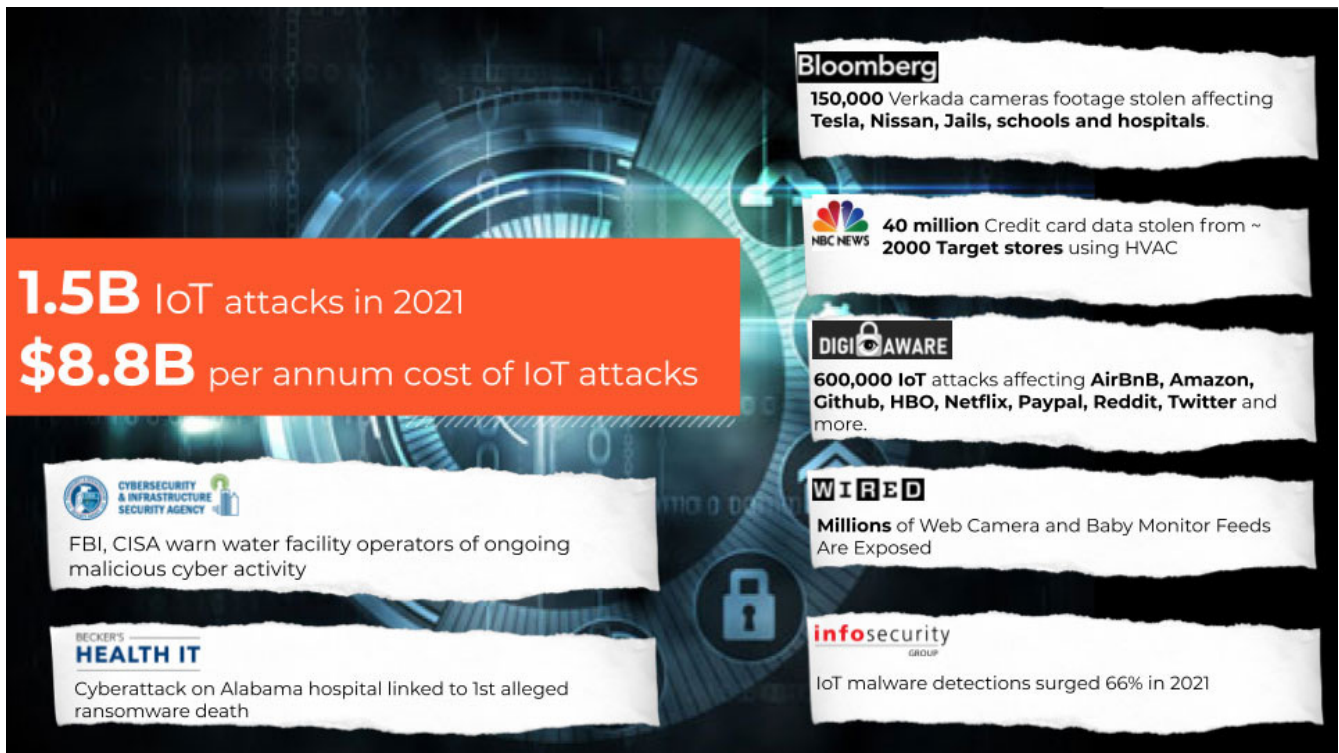 1.5B IoT attacks in 2021
$8.8B per annum cost of IoT attacks
CYBERSECURITY
& INFRASTRUCTURE
SECURITY AGENCY
FBI, CISA warn water facility operators of ongoing
malicious cyber activity
BECKER'S
HEALTH IT
Cyberattack on Alabama hospital linked to 1st alleged
ransomware death
Bloomberg
150,000 Verkada cameras footage stolen affecting
Tesla, Nissan, Jails, schools and hospitals.
NBC NEWS
40 million Credit card data stolen from ~
2000 Target stores using HVAC
DIGI AWARE
600,000 IoT attacks affecting AirBnB, Amazon,
Github, HBO, Netflix, Paypal, Reddit, Twitter and
more.
WIRED
Millions of Web Camera and Baby Monitor Feeds
Are Exposed
infosecurity
GROUP
IoT malware detections surged 66% in 2021